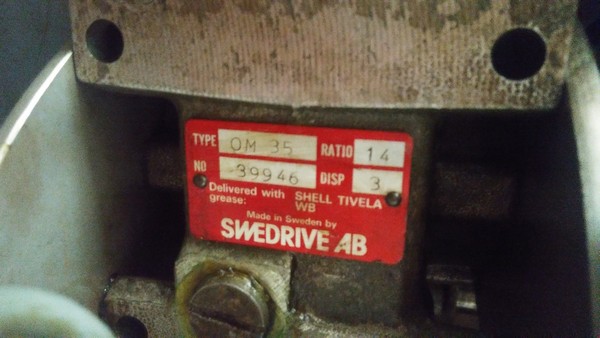 TYPE OM 35 RATIO 14
NO 39946 DISP 3
Delivered with SHELL TIVELA
grease: WB
Made in Sweden by
SWEDRIVE AB